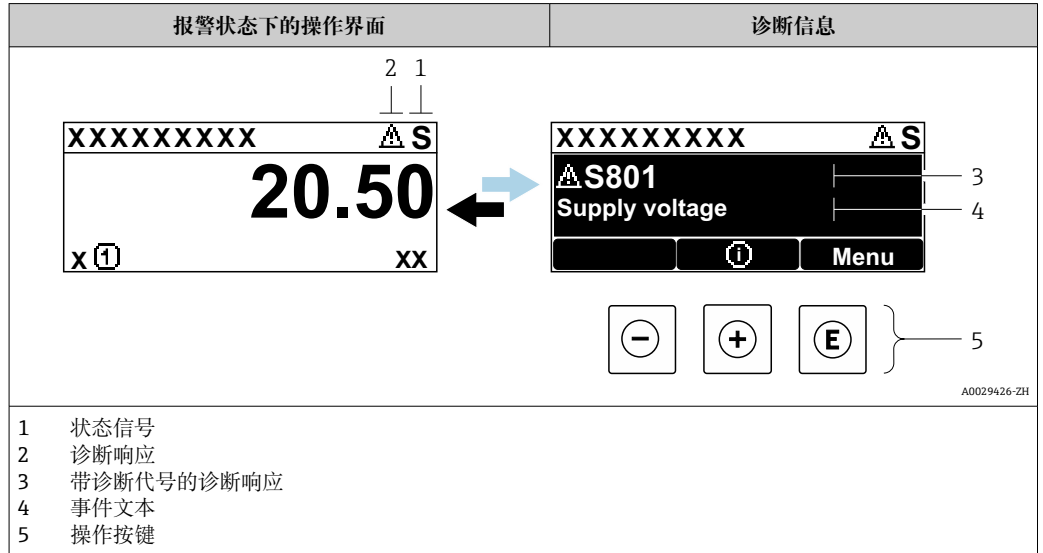 报警状态下的操作界面
诊断信息
2 1
XXXXXXXXX ⚠ S
20.50
X 1 XX
XXXXXXXXX ⚠ S
⚠S801
Supply voltage
i Menu
3
4
- + E
5
A0029426-ZH
1 状态信号
2 诊断响应
3 带诊断代号的诊断响应
4 事件文本
5 操作按键